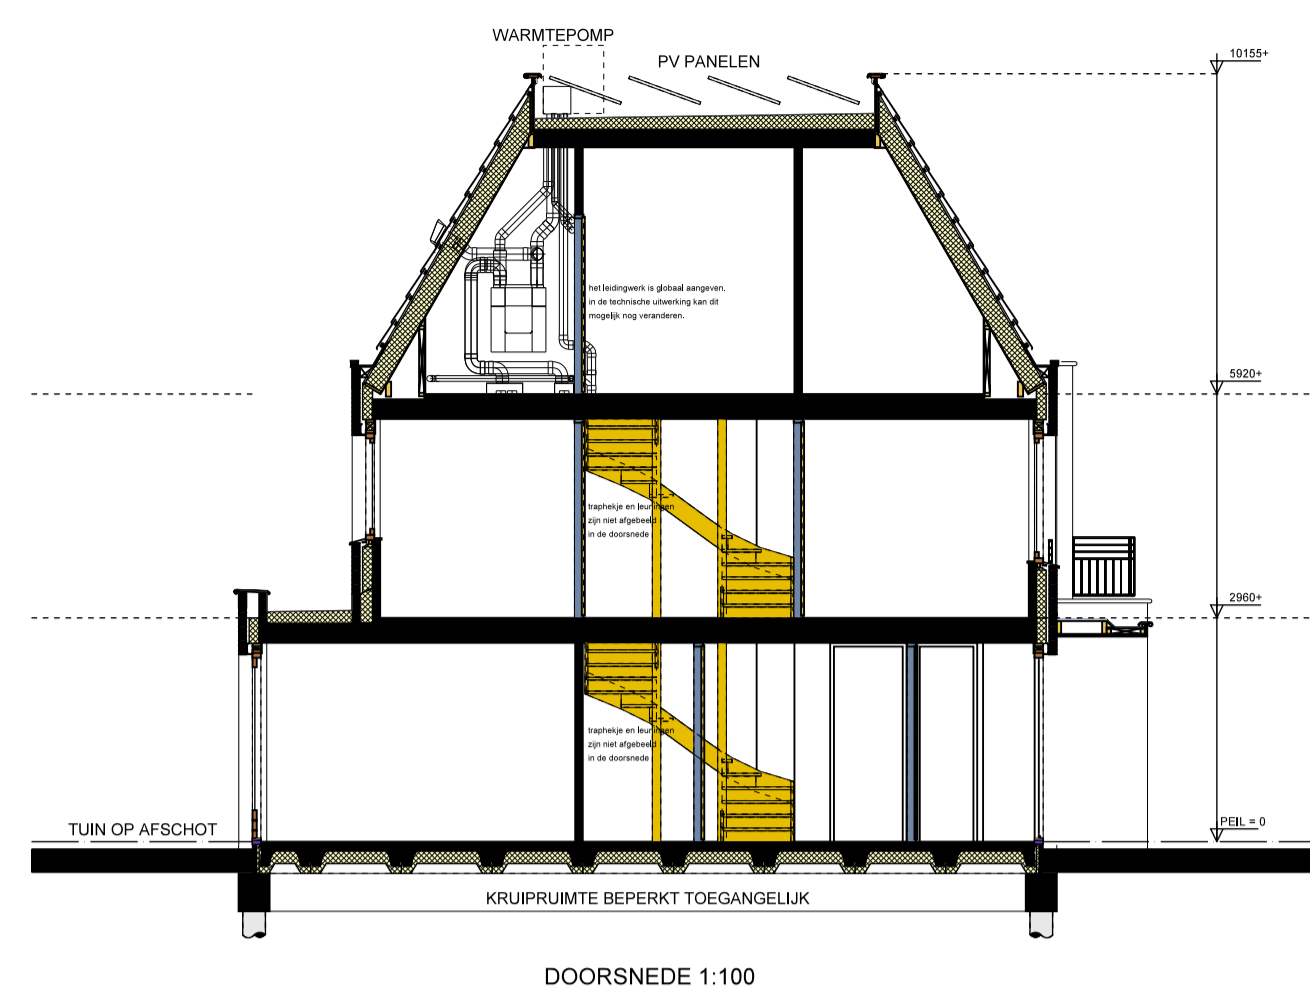 WARMTEPOMP
PV PANELEN
10155+
het leidingwerk is globaal aangeven.
in de technische uitwerking kan dit
mogelijk nog veranderen.
5920+
traphekje en leuningen
zijn niet afgebeeld
in de doorsnede
2960+
traphekje en leuningen
zijn niet afgebeeld
in de doorsnede
TUIN OP AFSCHOT
PEIL = 0
KRUIPRUIMTE BEPERKT TOEGANGELIJK
DOORSNEDE 1:100